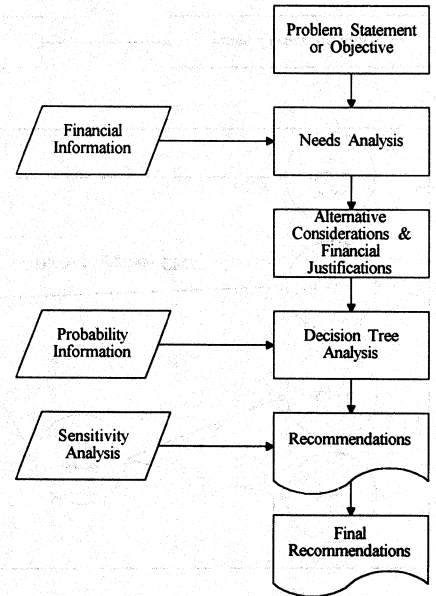 Problem Statement
or Objective
Financial
Information
Needs Analysis
Alternative
Considerations &
Financial
Justifications
Probability
Information
Decision Tree
Analysis
Sensitivity
Analysis
Recommendations
Final
Recommendations